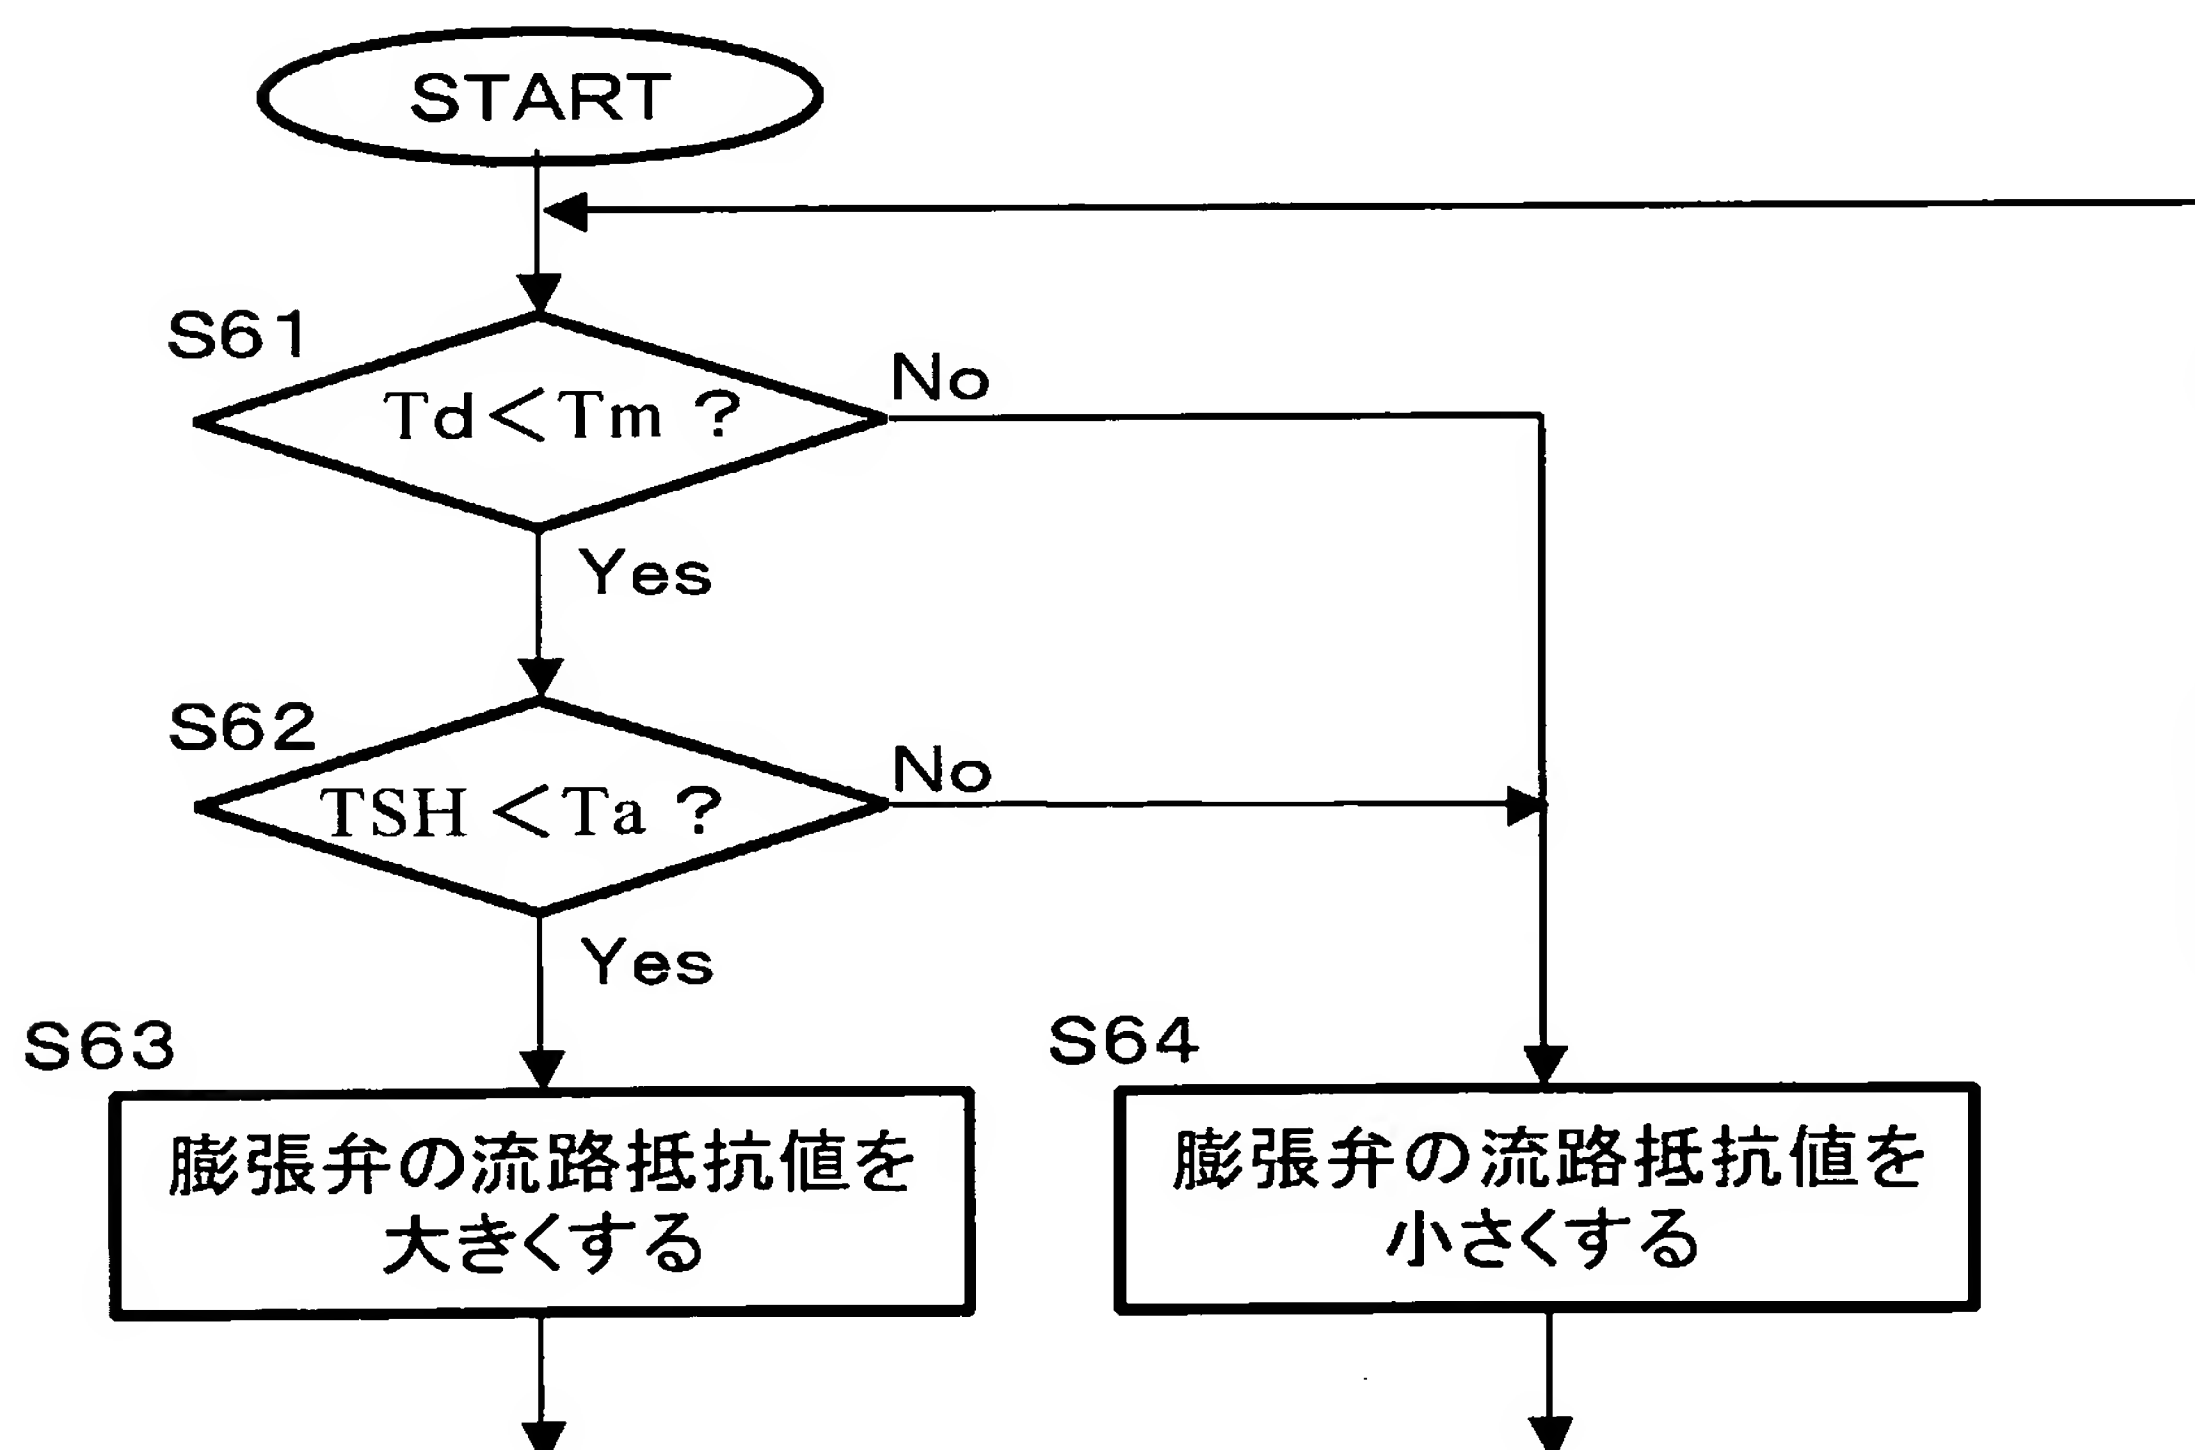 START
S61
Td＜Tm？
No
Yes
S62
TSH＜Ta？
No
Yes
S63
膨張弁の流路抵抗値を
大きくする
S64
膨張弁の流路抵抗値を
小さくする